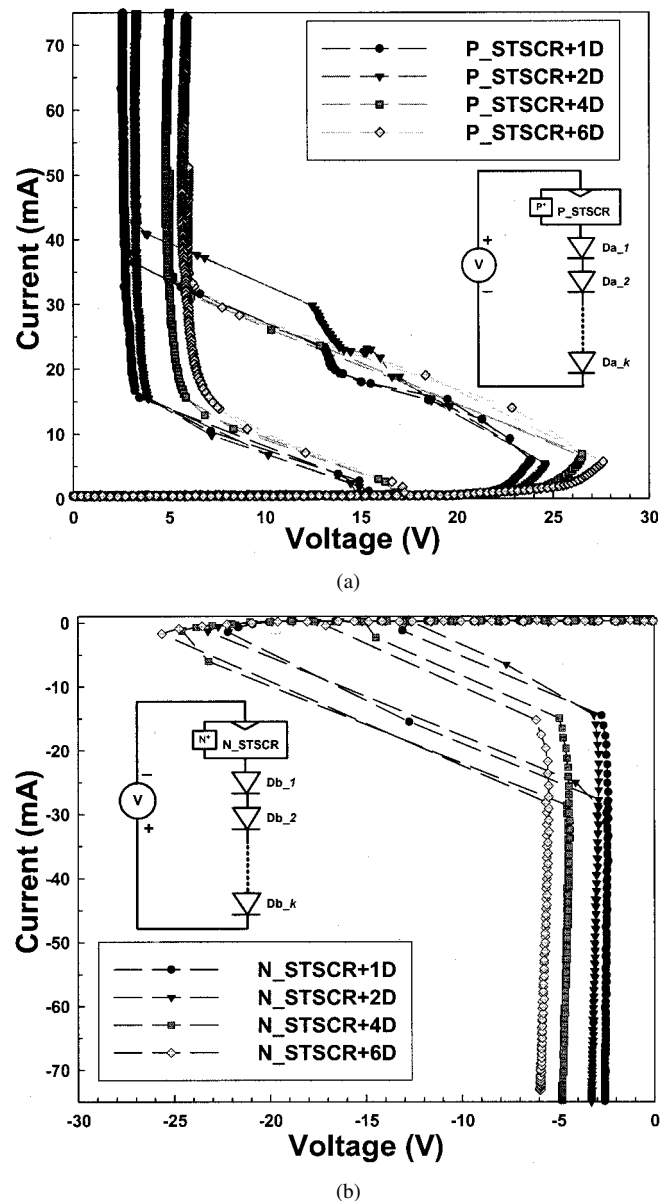 70
60
50
40
30
20
10
0
Current (mA)
P_STSCR+1D
P_STSCR+2D
P_STSCR+4D
P_STSCR+6D
P+
P_STSCR
+
V
−
Da_1
Da_2
Da_k
0 5 10 15 20 25 30
Voltage (V)
(a)
0
-10
-20
-30
-40
-50
-60
-70
Current (mA)
N+
N_STSCR
−
V
+
Db_1
Db_2
Db_k
N_STSCR+1D
N_STSCR+2D
N_STSCR+4D
N_STSCR+6D
-30 -25 -20 -15 -10 -5 0
Voltage (V)
(b)